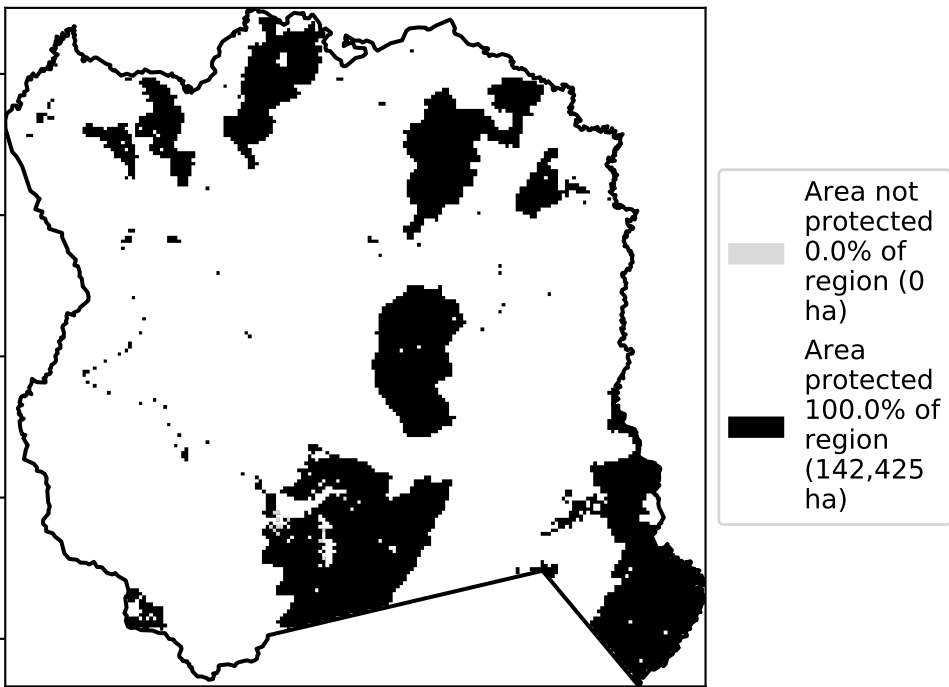 Area not
protected
0.0% of
region (0
ha)
Area
protected
100.0% of
region
(142,425
ha)